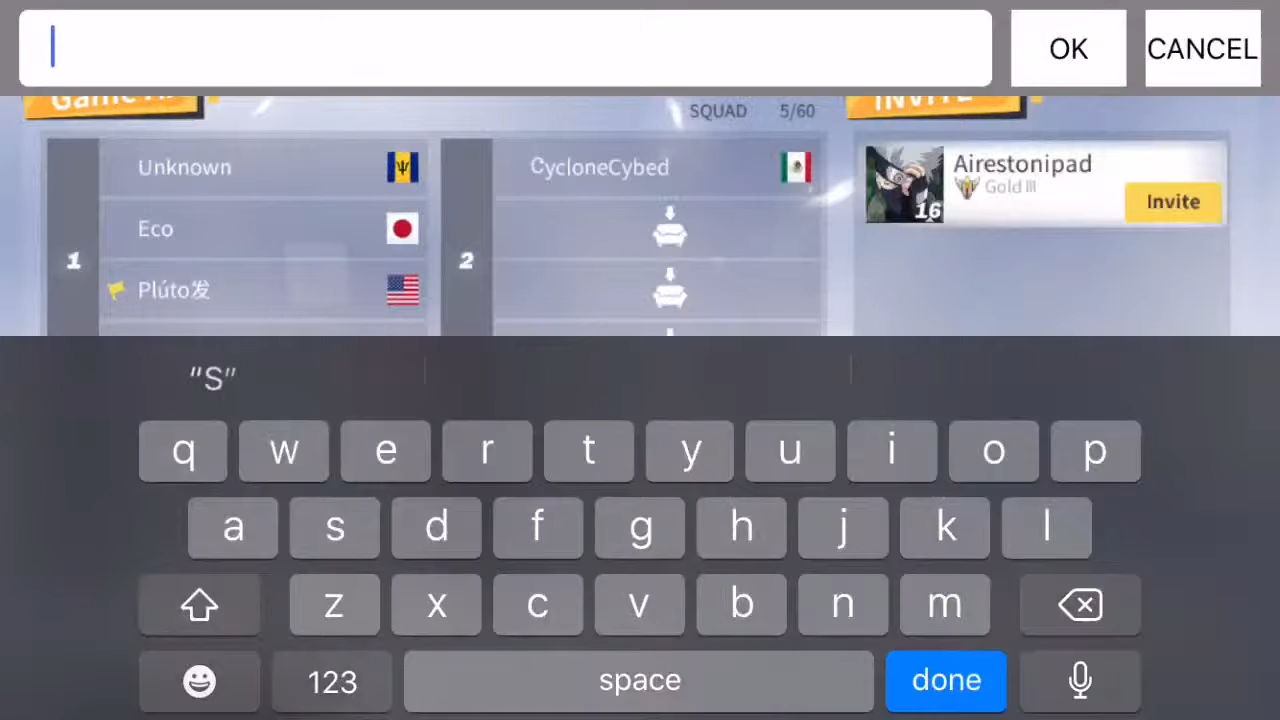 OK
CANCEL
SQUAD 5/60
INVITE
1
Unknown
Eco
Plúto发
2
CycloneCybed
Airestonipad
Gold III
16
Invite
"S"
q w e r t y u i o p
a s d f g h j k l
z x c v b n m
123 space done